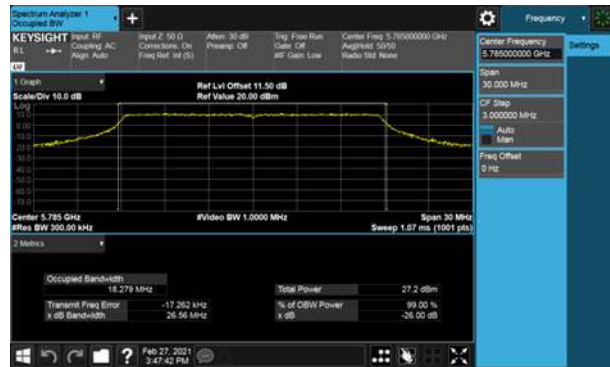 Spectrum Analyzer 1
Occupied BW
Frequency
KEYSIGHT
R L
Input: RF
Coupling: AC
Align: Auto
Input Z: 50 Ω
Corrections: On
Freq Ref: Int (S)
Atten: 30 dB
Preamp: Off
Trig: Free Run
Gate: Off
#IF Gain: Low
Center Freq: 5.785000000 GHz
Avg|Hold: 50/50
Radio Std: None
Center Frequency
5.785000000 GHz
Settings
Span
30.000 MHz
CF Step
3.000000 MHz
Auto
Man
Freq Offset
0 Hz
1 Graph
Scale/Div 10.0 dB
Ref Lvl Offset 11.50 dB
Ref Value 20.00 dBm
Log
10.0
0.00
-10.0
-20.0
-30.0
-40.0
-50.0
-60.0
-70.0
Center 5.785 GHz
#Res BW 300.00 kHz
#Video BW 1.0000 MHz
Span 30 MHz
Sweep 1.07 ms (1001 pts)
2 Metrics
Occupied Bandwidth
18.279 MHz
Total Power
27.2 dBm
Transmit Freq Error
-17.262 kHz
% of OBW Power
99.00 %
x dB Bandwidth
26.56 MHz
x dB
-26.00 dB
?
Feb 27, 2021
3:47:42 PM